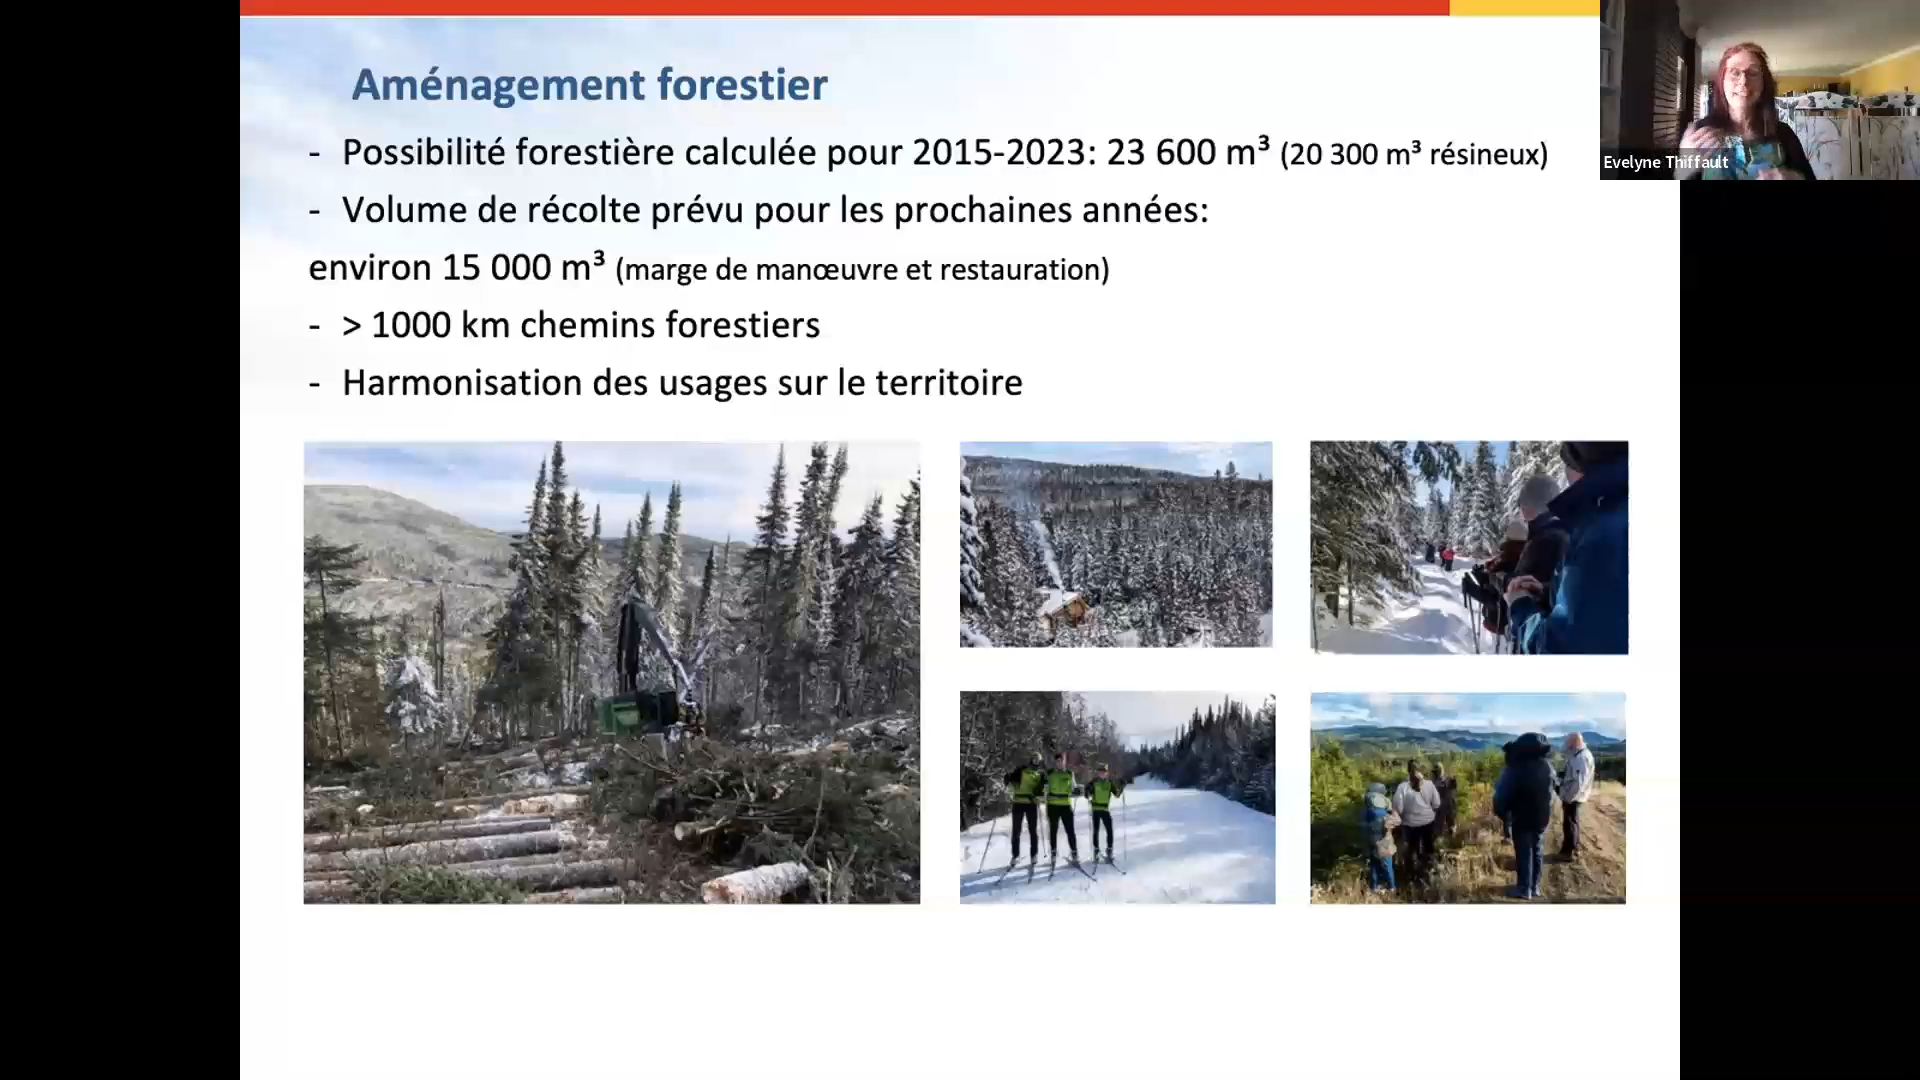 Aménagement forestier
- Possibilité forestière calculée pour 2015-2023: 23 600 m³ (20 300 m³ résineux)
- Volume de récolte prévu pour les prochaines années:
environ 15 000 m³ (marge de manœuvre et restauration)
- > 1000 km chemins forestiers
- Harmonisation des usages sur le territoire
Evelyne Thiffault